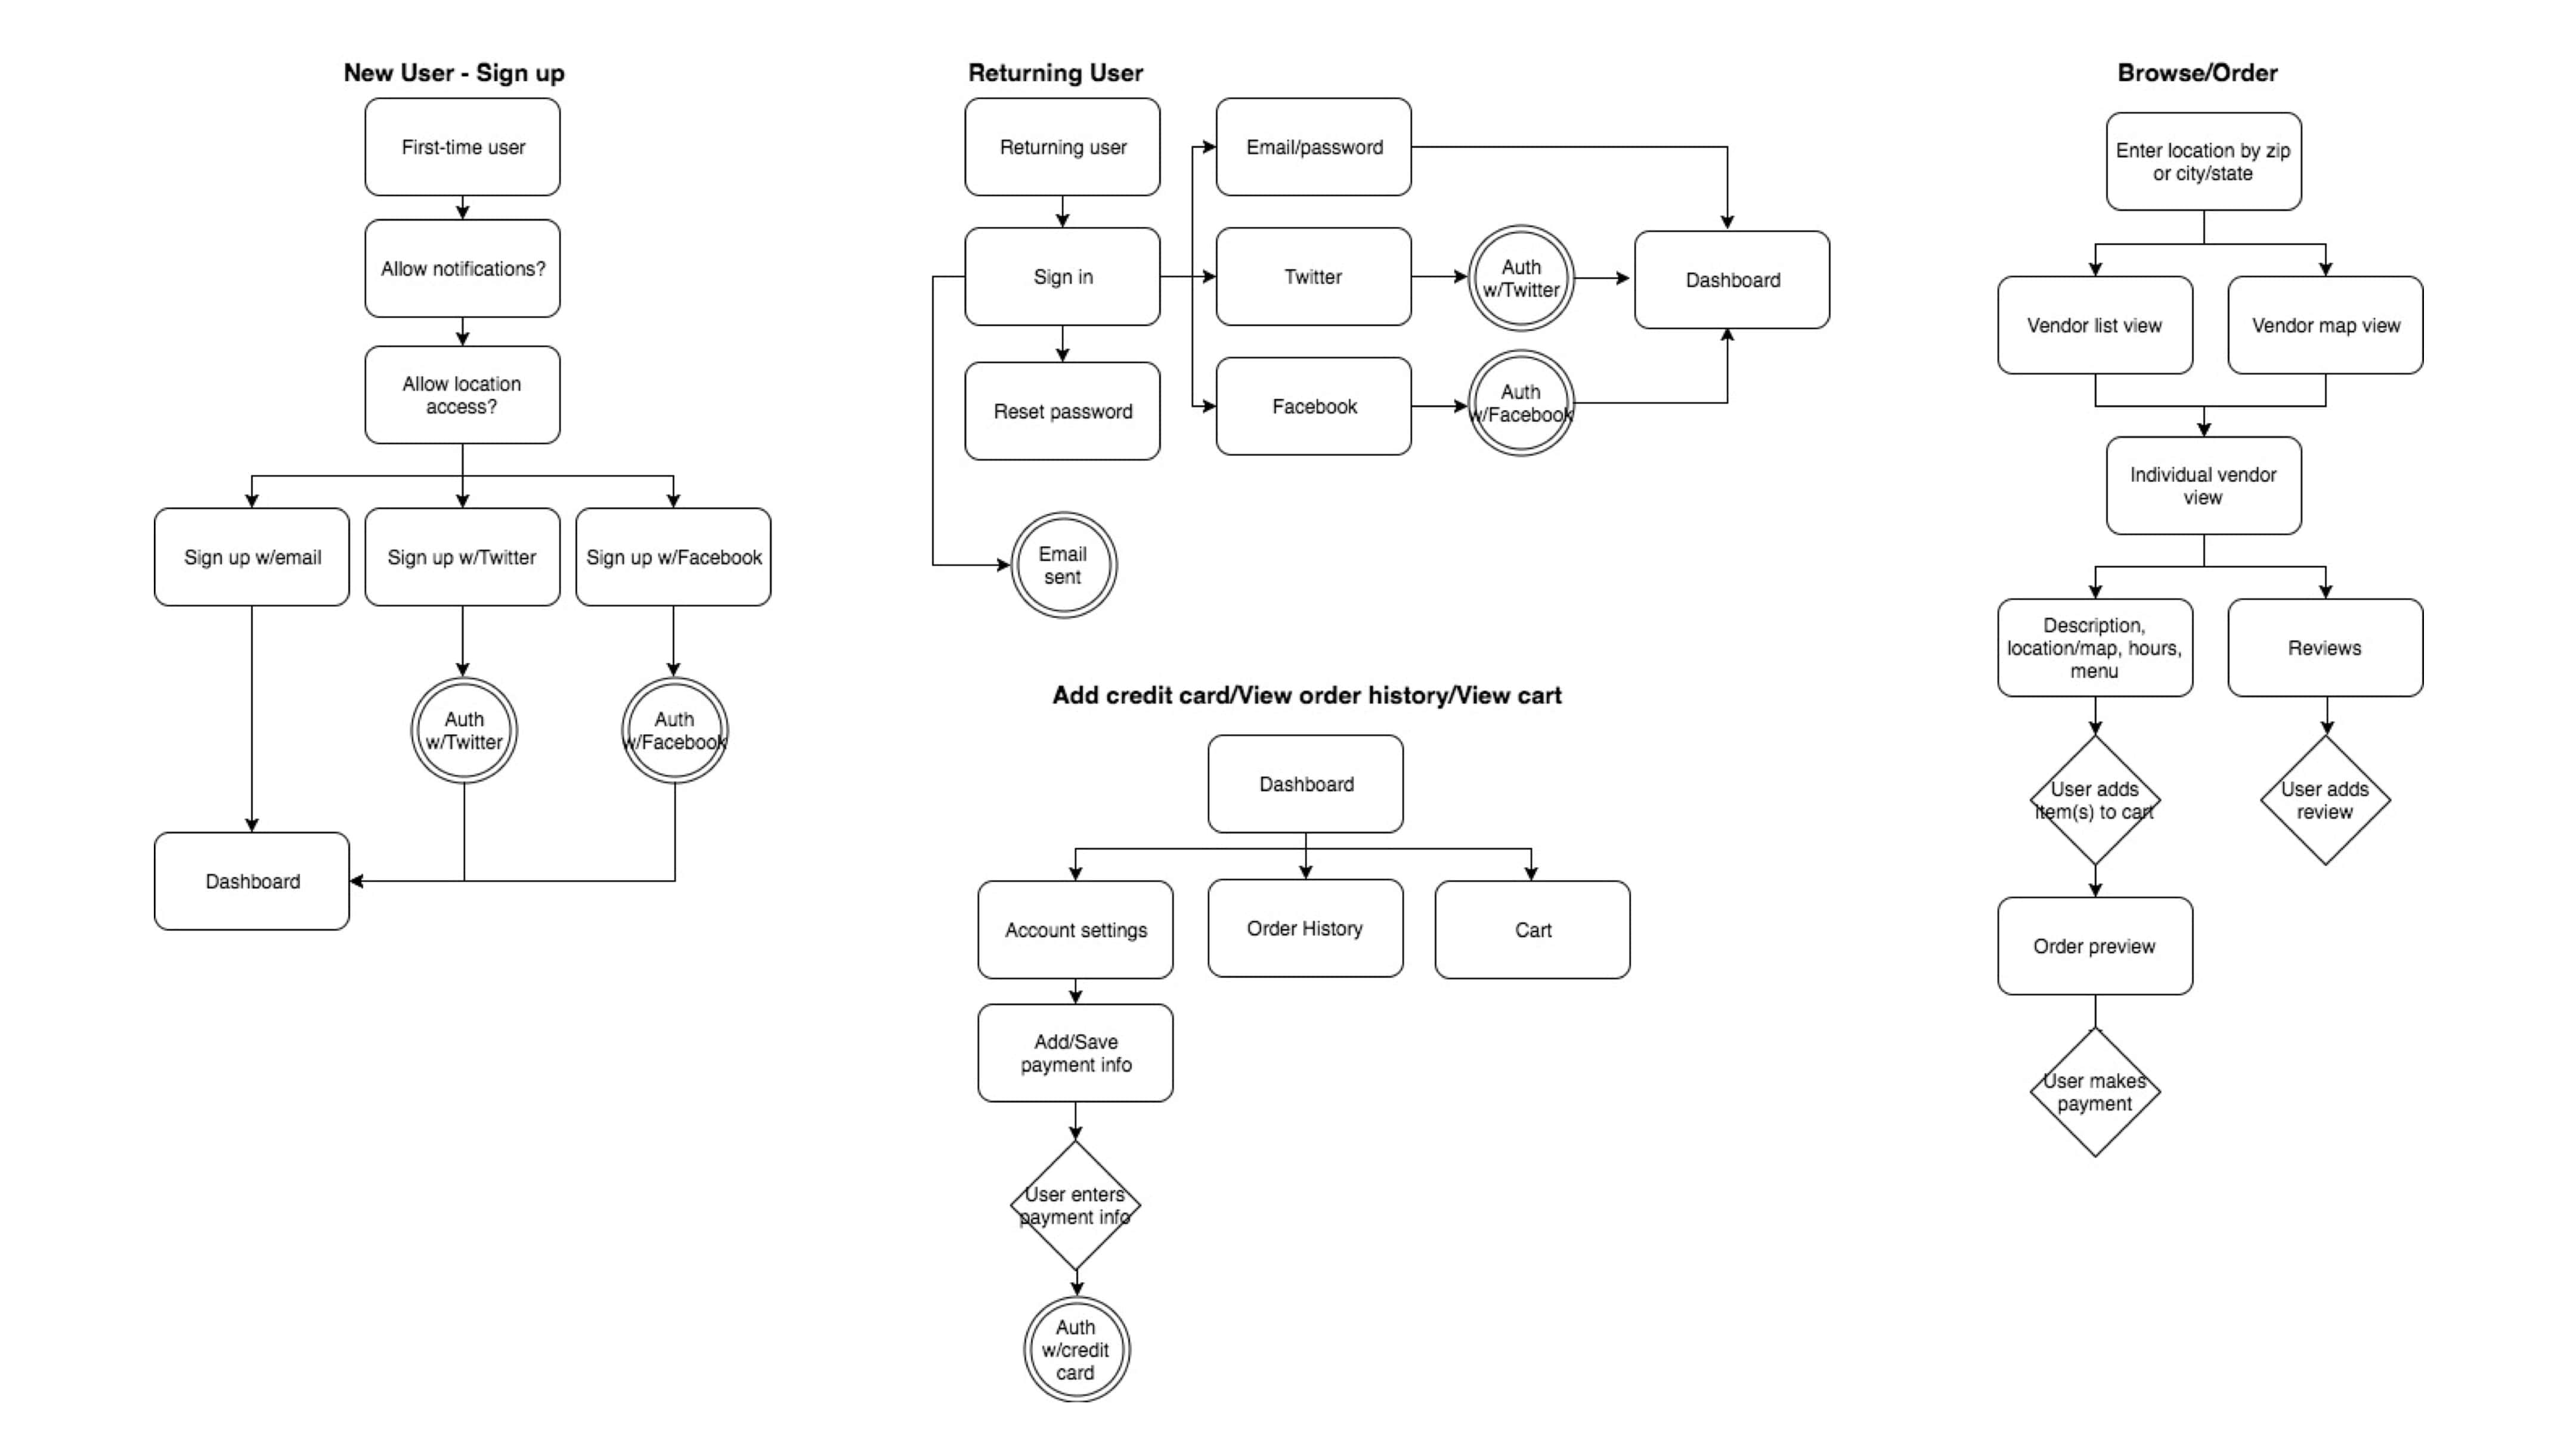 New User - Sign up
First-time user
Allow notifications?
Allow location
access?
Sign up w/email
Sign up w/Twitter
Sign up w/Facebook
Auth
w/Twitter
Auth
w/Facebook
Dashboard
Returning User
Returning user
Email/password
Sign in
Twitter
Auth
w/Twitter
Dashboard
Reset password
Facebook
Auth
w/Facebook
Email
sent
Add credit card/View order history/View cart
Dashboard
Account settings
Order History
Cart
Add/Save
payment info
User enters
payment info
Auth
w/credit
card
Browse/Order
Enter location by zip
or city/state
Vendor list view
Vendor map view
Individual vendor
view
Description,
location/map, hours,
menu
Reviews
User adds
item(s) to cart
User adds
review
Order preview
User makes
payment